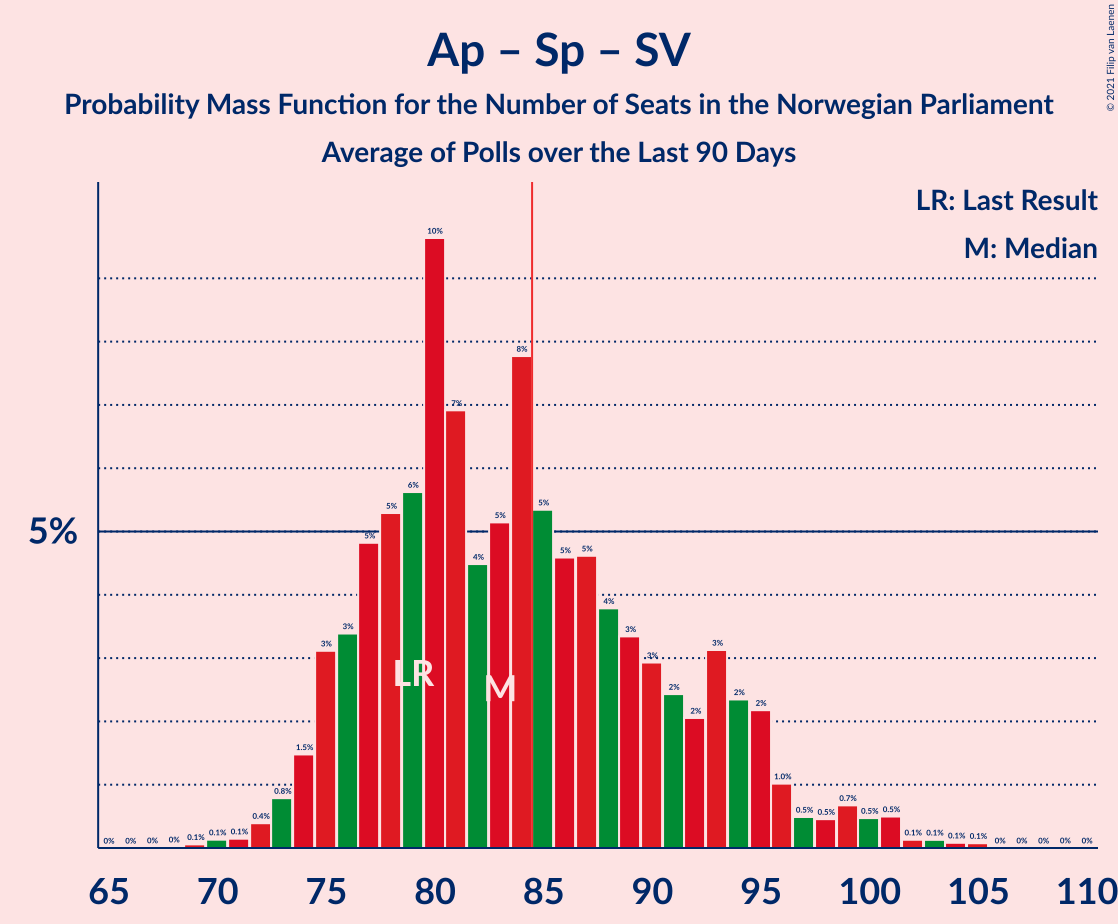 Ap – Sp – SV
Probability Mass Function for the Number of Seats in the Norwegian Parliament
Average of Polls over the Last 90 Days
© 2021 Filip van Laenen
LR: Last Result
M: Median
5%
0% 0% 0% 0% 0.1% 0.1% 0.1% 0.4% 0.8% 1.5% 3% 3% 5% 5% 6% 10% 7% 4% 5% 8% 5% 5% 5% 4% 3% 3% 2% 2% 3% 2% 2% 1.0% 0.5% 0.5% 0.7% 0.5% 0.5% 0.1% 0.1% 0.1% 0.1% 0% 0% 0% 0% 0%
LR
M
65 70 75 80 85 90 95 100 105 110